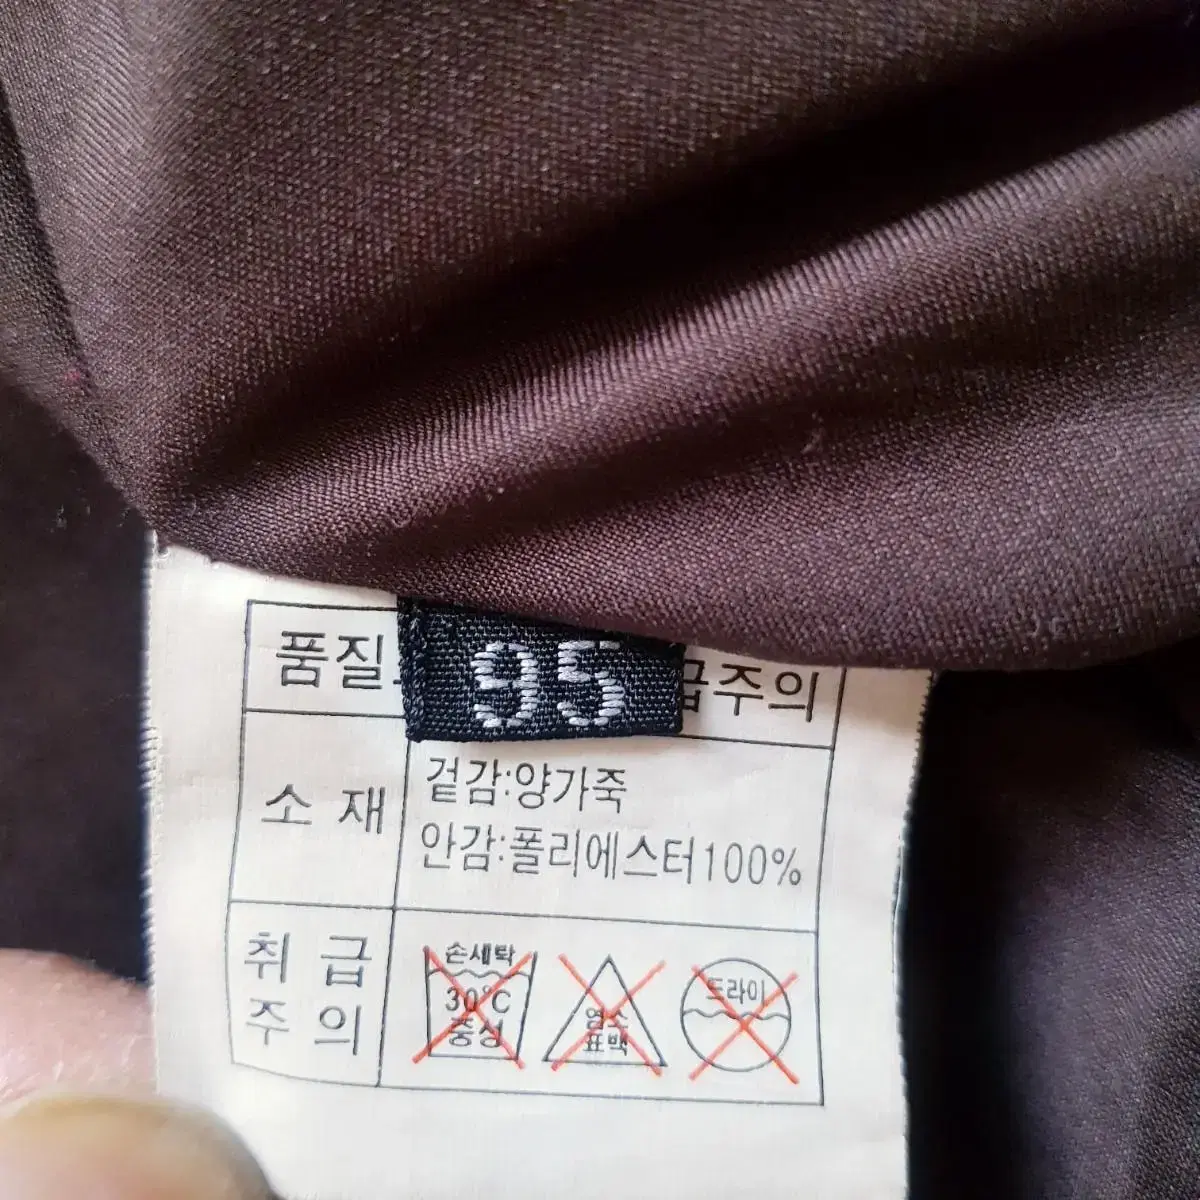 품질
95
급주의
소 재
겉감:양가죽
안감:폴리에스터100%
취 급
주 의
손세탁
30℃
중성
염소
표백
드라이